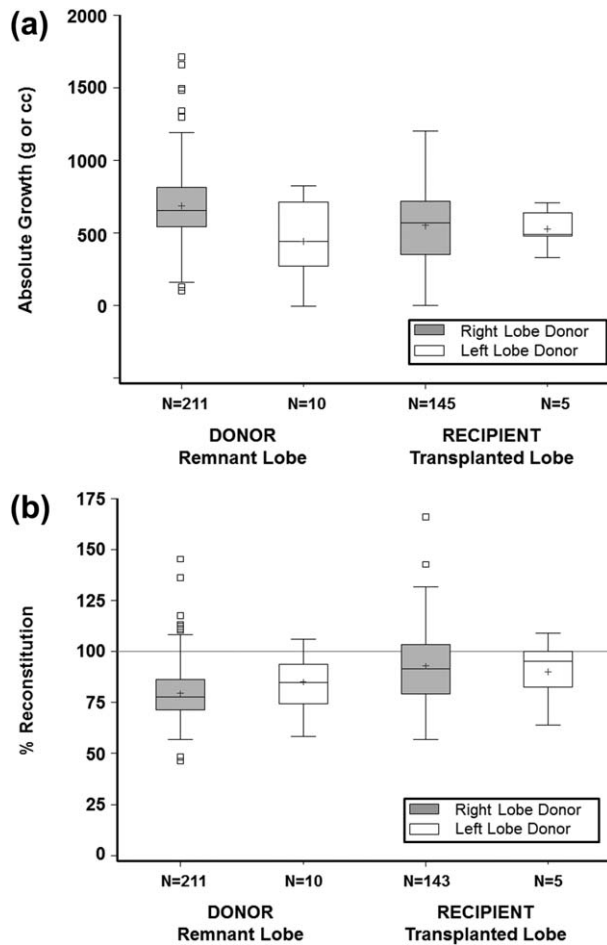 (a)
2000
1500
1000
500
0
Absolute Growth (g or cc)
Right Lobe Donor
Left Lobe Donor
N=211 N=10 N=145 N=5
DONOR RECIPIENT
Remnant Lobe Transplanted Lobe
(b)
175
150
125
100
75
50
25
0
% Reconstitution
Right Lobe Donor
Left Lobe Donor
N=211 N=10 N=143 N=5
DONOR RECIPIENT
Remnant Lobe Transplanted Lobe